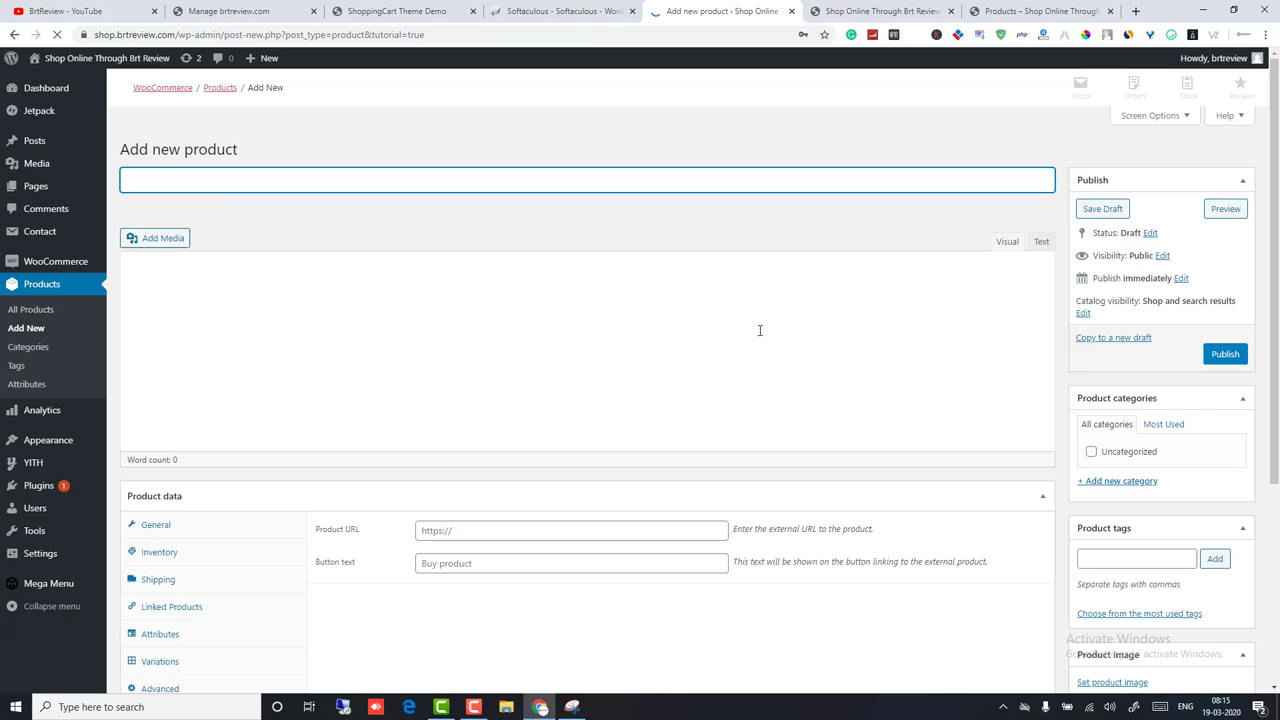 BrtReview - YouTube
Manage brtreview.com!
ShoppingCart Theme Demo
Softaculous - Softaculous - Word
Add new product ‹ Shop Online
Shop Online Through Brt Review
Products – Shop Online Through
shop.brtreview.com/wp-admin/post-new.php?post_type=product&tutorial=true
Shop Online Through Brt Review
2
0
New
Howdy, brtreview
Dashboard
Jetpack
Posts
Media
Pages
Comments
Contact
WooCommerce
Products
All Products
Add New
Categories
Tags
Attributes
Analytics
Appearance
YITH
Plugins 1
Users
Tools
Settings
Mega Menu
Collapse menu
WooCommerce Products Add New
Inbox
Orders
Stock
Reviews
Screen Options
Help
Add new product
Add Media
Visual
Text
Word count: 0
Product data
General
Inventory
Shipping
Linked Products
Attributes
Variations
Advanced
Product URL
https://
Enter the external URL to the product.
Button text
Buy product
This text will be shown on the button linking to the external product.
Publish
Save Draft
Preview
Status: Draft Edit
Visibility: Public Edit
Publish immediately Edit
Catalog visibility: Shop and search results
Edit
Copy to a new draft
Publish
Product categories
All categories
Most Used
Uncategorized
+ Add new category
Product tags
Add
Separate tags with commas
Choose from the most used tags
Activate Windows
Product image
Set product image
Type here to search
08:15
19-03-2020
2